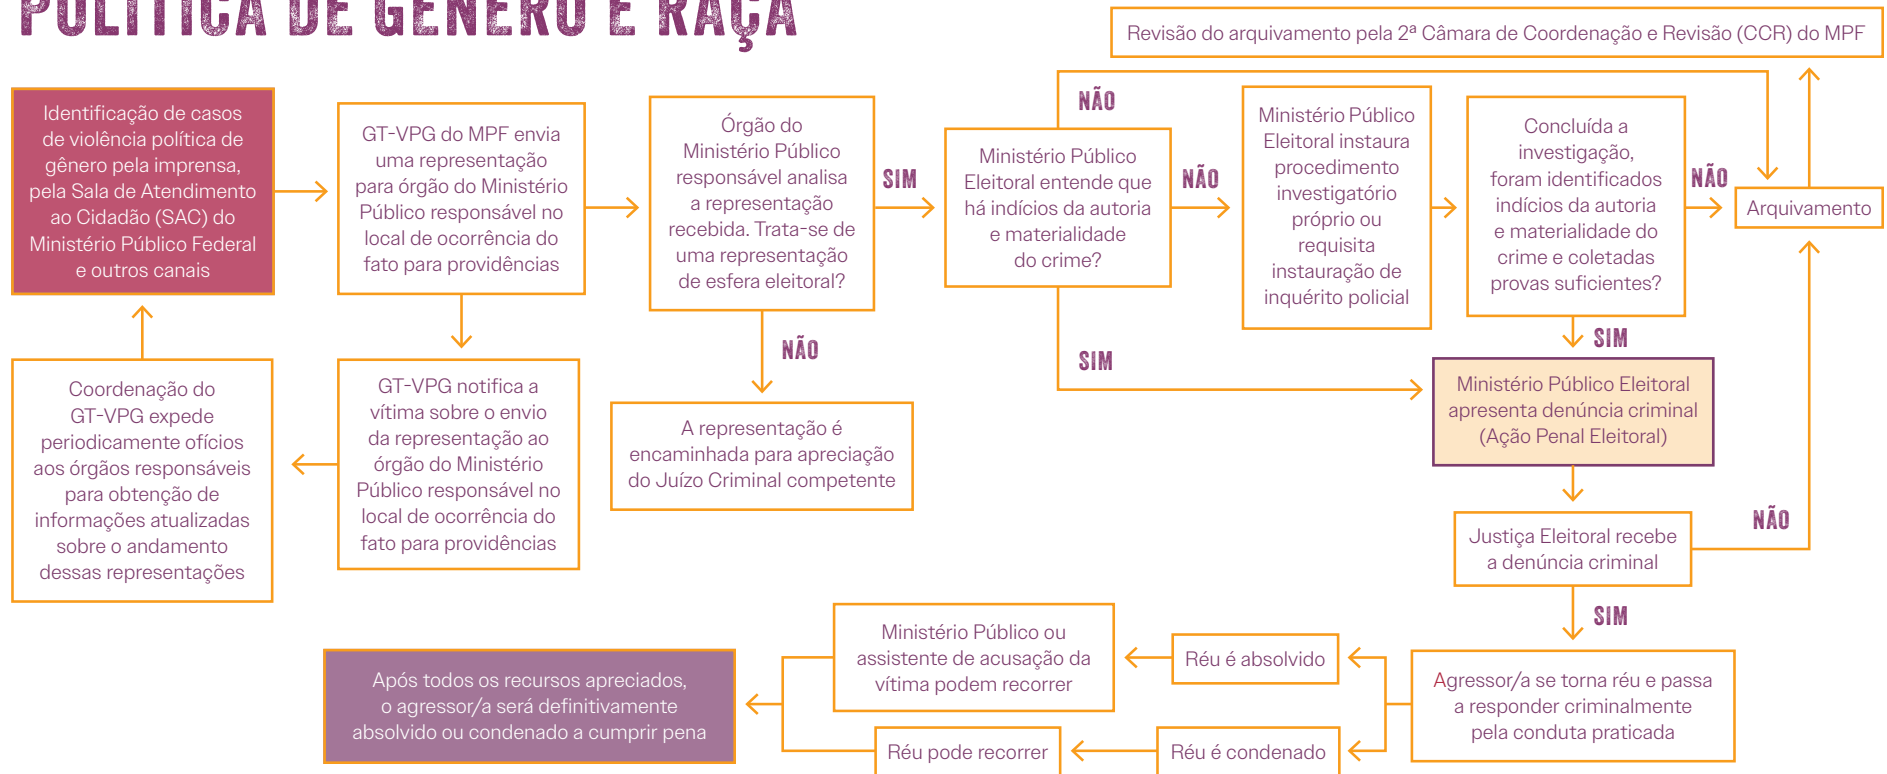 POLÍTICA DE GÊNERO E RAÇA
Revisão do arquivamento pela 2ª Câmara de Coordenação e Revisão (CCR) do MPF
Identificação de casos
de violência política de
gênero pela imprensa,
pela Sala de Atendimento
ao Cidadão (SAC) do
Ministério Público Federal
e outros canais
GT-VPG do MPF envia
uma representação
para órgão do Ministério
Público responsável no
local de ocorrência do
fato para providências
Órgão do
Ministério Público
responsável analisa
a representação
recebida. Trata-se de
uma representação
de esfera eleitoral?
SIM
Ministério Público
Eleitoral entende que
há indícios da autoria
e materialidade
do crime?
NÃO
NÃO
Ministério Público
Eleitoral instaura
procedimento
investigatório
próprio ou
requisita
instauração de
inquérito policial
Concluída a
investigação,
foram identificados
indícios da autoria
e materialidade do
crime e coletadas
provas suficientes?
NÃO
Arquivamento
Coordenação do
GT-VPG expede
periodicamente ofícios
aos órgãos responsáveis
para obtenção de
informações atualizadas
sobre o andamento
dessas representações
GT-VPG notifica a
vítima sobre o envio
da representação ao
órgão do Ministério
Público responsável no
local de ocorrência do
fato para providências
NÃO
A representação é
encaminhada para apreciação
do Juízo Criminal competente
SIM
SIM
Ministério Público Eleitoral
apresenta denúncia criminal
(Ação Penal Eleitoral)
Justiça Eleitoral recebe
a denúncia criminal
NÃO
SIM
Agressor/a se torna réu e passa
a responder criminalmente
pela conduta praticada
Réu é absolvido
Ministério Público ou
assistente de acusação da
vítima podem recorrer
Réu é condenado
Réu pode recorrer
Após todos os recursos apreciados,
o agressor/a será definitivamente
absolvido ou condenado a cumprir pena